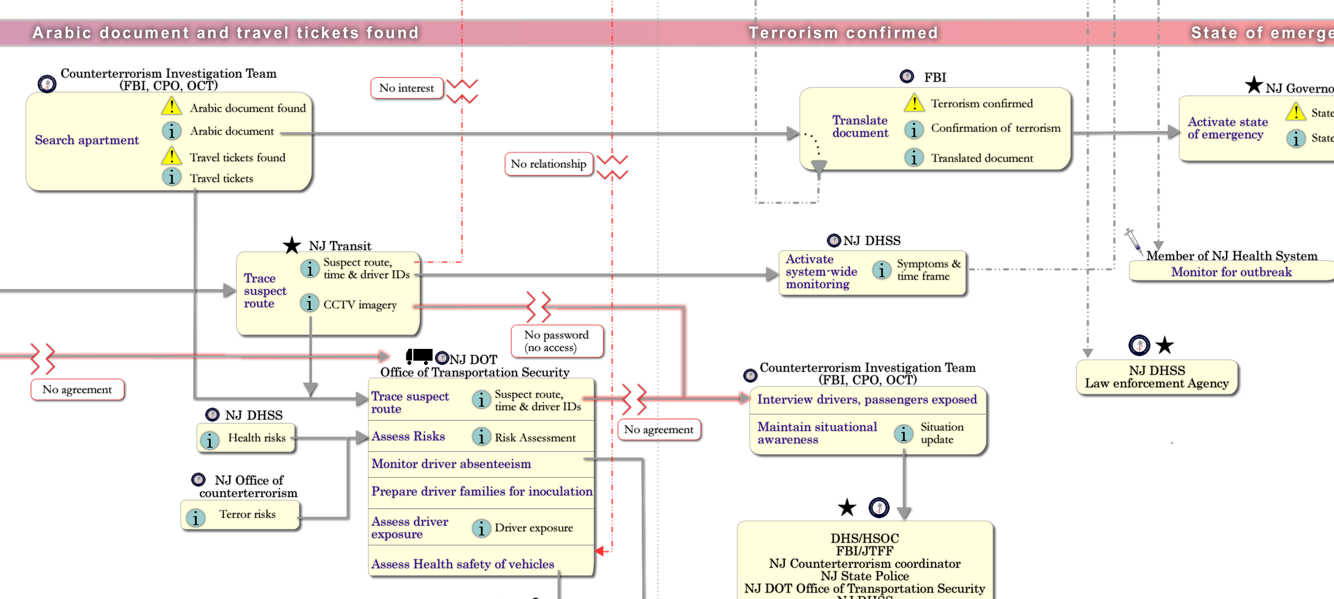 Arabic document and travel tickets found
Terrorism confirmed
State of emerge
Counterterrorism Investigation Team
(FBI, CPO, OCT)
Search apartment
Arabic document found
Arabic document
Travel tickets found
Travel tickets
No interest
No relationship
FBI
Translate
document
Terrorism confirmed
Confirmation of terrorism
Translated document
NJ Governo
Activate state
of emergency
State
State
NJ Transit
Trace
suspect
route
Suspect route,
time & driver IDs
CCTV imagery
NJ DHSS
Activate
system-wide
monitoring
Symptoms &
time frame
Member of NJ Health System
Monitor for outbreak
No password
(no access)
No agreement
NJ DOT
Office of Transportation Security
Trace suspect
route
Suspect route,
time & driver IDs
Assess Risks
Risk Assessment
Monitor driver absenteeism
Prepare driver families for inoculation
Assess driver
exposure
Driver exposure
Assess Health safety of vehicles
NJ DHSS
Health risks
NJ Office of
counterterrorism
Terror risks
No agreement
Counterterrorism Investigation Team
(FBI, CPO, OCT)
Interview drivers, passengers exposed
Maintain situational
awareness
Situation
update
NJ DHSS
Law enforcement Agency
DHS/HSOC
FBI/JTFF
NJ Counterterrorism coordinator
NJ State Police
NJ DOT Office of Transportation Security
NJ DHSS